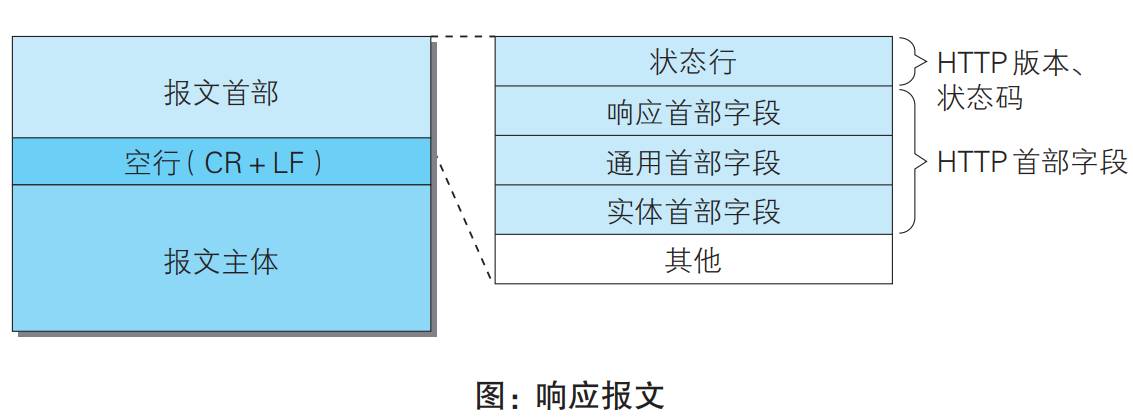 报文首部
空行（CR + LF）
报文主体
状态行
响应首部字段
通用首部字段
实体首部字段
其他
HTTP 版本、
状态码
HTTP 首部字段
图：响应报文